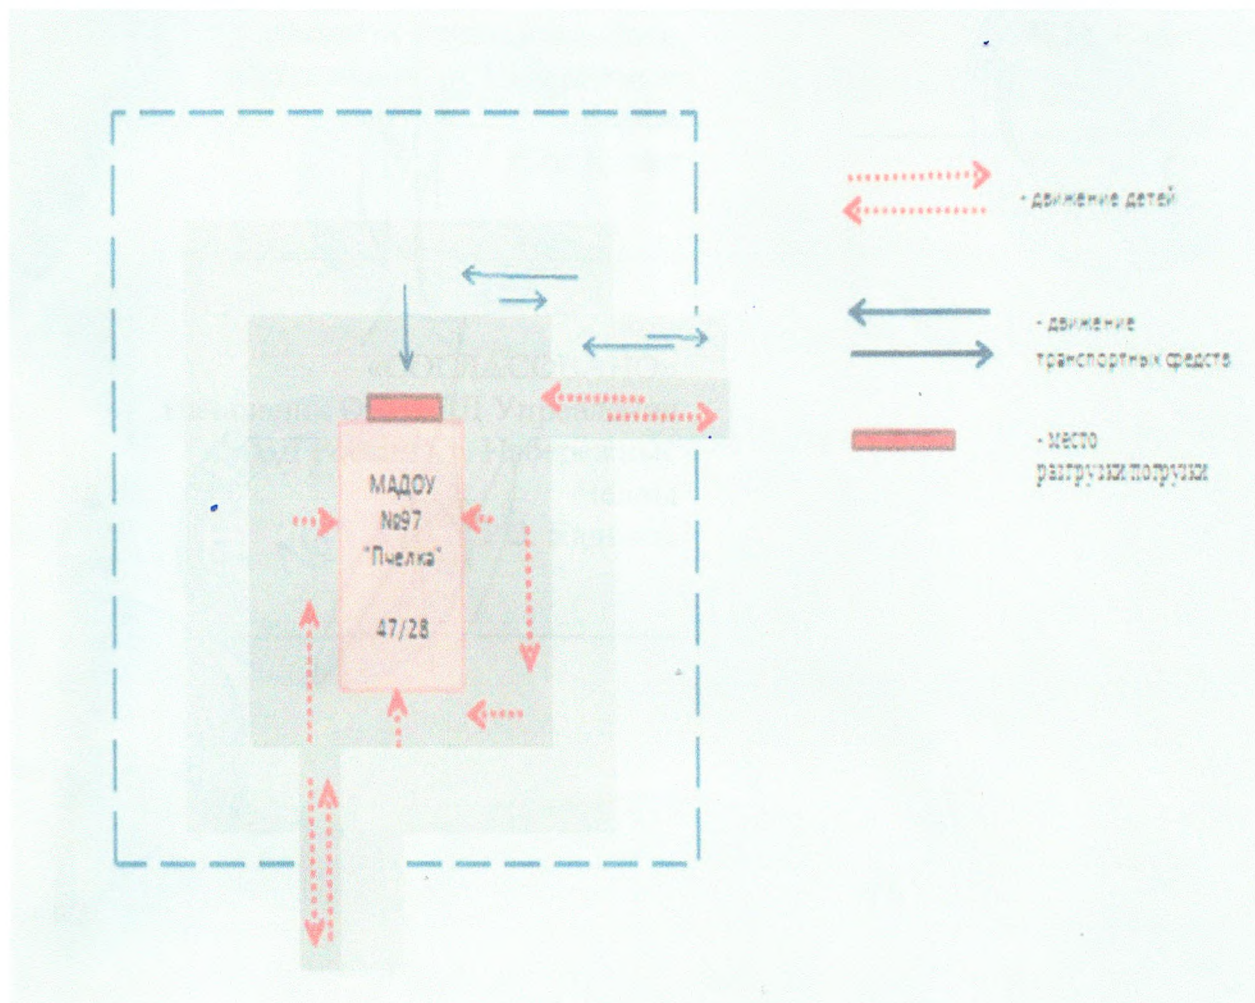 - движение детей
- движение
транспортных средств
- место
разгрузки погрузки
МАДОУ
№97
"Пчелка"
47/28